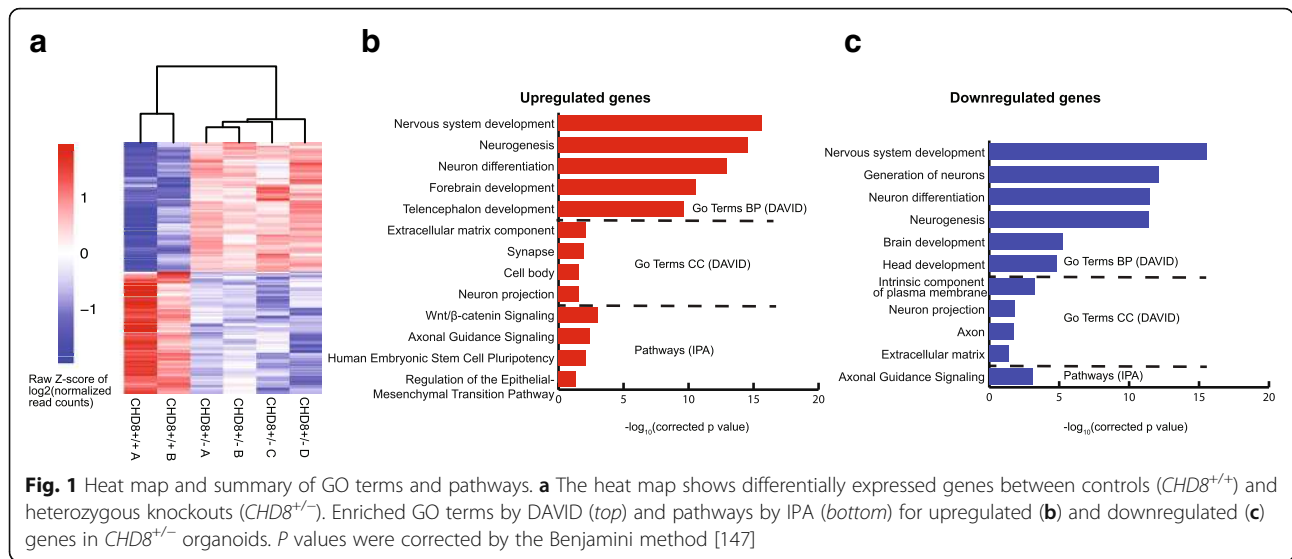 a
1
0
−1
Raw Z-score of
log2(normalized
read counts)
CHD8+/+ A
CHD8+/+ B
CHD8+/- A
CHD8+/- B
CHD8+/- C
CHD8+/- D
b
Upregulated genes
Nervous system development
Neurogenesis
Neuron differentiation
Forebrain development
Telencephalon development
Go Terms BP (DAVID)
Extracellular matrix component
Synapse
Cell body
Neuron projection
Go Terms CC (DAVID)
Wnt/β-catenin Signaling
Axonal Guidance Signaling
Human Embryonic Stem Cell Pluripotency
Regulation of the Epithelial-
Mesenchymal Transition Pathway
Pathways (IPA)
0 5 10 15 20
-log10(corrected p value)
c
Downregulated genes
Nervous system development
Generation of neurons
Neuron differentiation
Neurogenesis
Brain development
Head development
Go Terms BP (DAVID)
Intrinsic component
of plasma membrane
Neuron projection
Axon
Extracellular matrix
Go Terms CC (DAVID)
Axonal Guidance Signaling
Pathways (IPA)
0 5 10 15 20
-log10(corrected p value)
Fig. 1 Heat map and summary of GO terms and pathways. a The heat map shows differentially expressed genes between controls (CHD8+/+) and
heterozygous knockouts (CHD8+/−). Enriched GO terms by DAVID (top) and pathways by IPA (bottom) for upregulated (b) and downregulated (c)
genes in CHD8+/− organoids. P values were corrected by the Benjamini method [147]